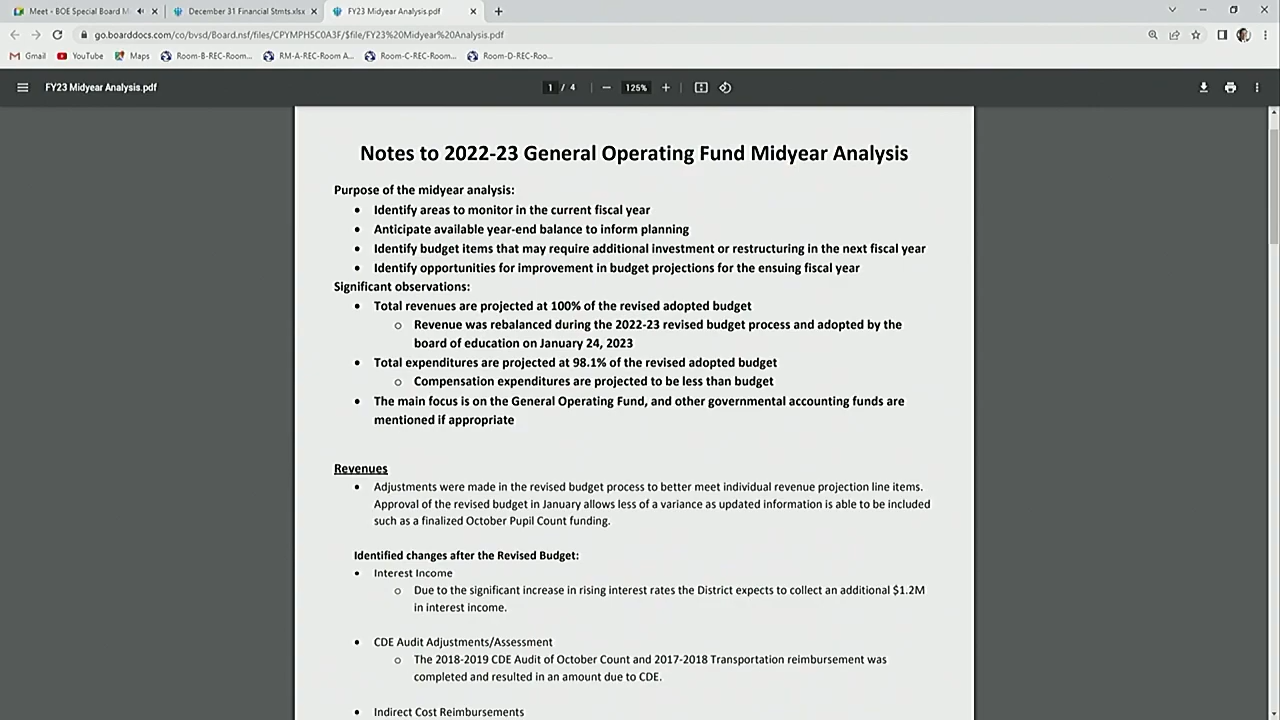 Meet - BOE Special Board M
December 31 Financial Stmts.xlsx
FY23 Midyear Analysis.pdf
go.boarddocs.com/co/bvsd/Board.nsf/files/CPYMPH5C0A3F/$file/FY23%20Midyear%20Analysis.pdf
Gmail YouTube Maps Room-B-REC-Room... RM-A-REC-Room A... Room-C-REC-Room... Room-D-REC-Roo...
FY23 Midyear Analysis.pdf 1 / 4 — 125% +
Notes to 2022-23 General Operating Fund Midyear Analysis
Purpose of the midyear analysis:
• Identify areas to monitor in the current fiscal year
• Anticipate available year-end balance to inform planning
• Identify budget items that may require additional investment or restructuring in the next fiscal year
• Identify opportunities for improvement in budget projections for the ensuing fiscal year
Significant observations:
• Total revenues are projected at 100% of the revised adopted budget
o Revenue was rebalanced during the 2022-23 revised budget process and adopted by the
board of education on January 24, 2023
• Total expenditures are projected at 98.1% of the revised adopted budget
o Compensation expenditures are projected to be less than budget
• The main focus is on the General Operating Fund, and other governmental accounting funds are
mentioned if appropriate
Revenues
• Adjustments were made in the revised budget process to better meet individual revenue projection line items.
Approval of the revised budget in January allows less of a variance as updated information is able to be included
such as a finalized October Pupil Count funding.
Identified changes after the Revised Budget:
• Interest Income
o Due to the significant increase in rising interest rates the District expects to collect an additional $1.2M
in interest income.
• CDE Audit Adjustments/Assessment
o The 2018-2019 CDE Audit of October Count and 2017-2018 Transportation reimbursement was
completed and resulted in an amount due to CDE.
• Indirect Cost Reimbursements